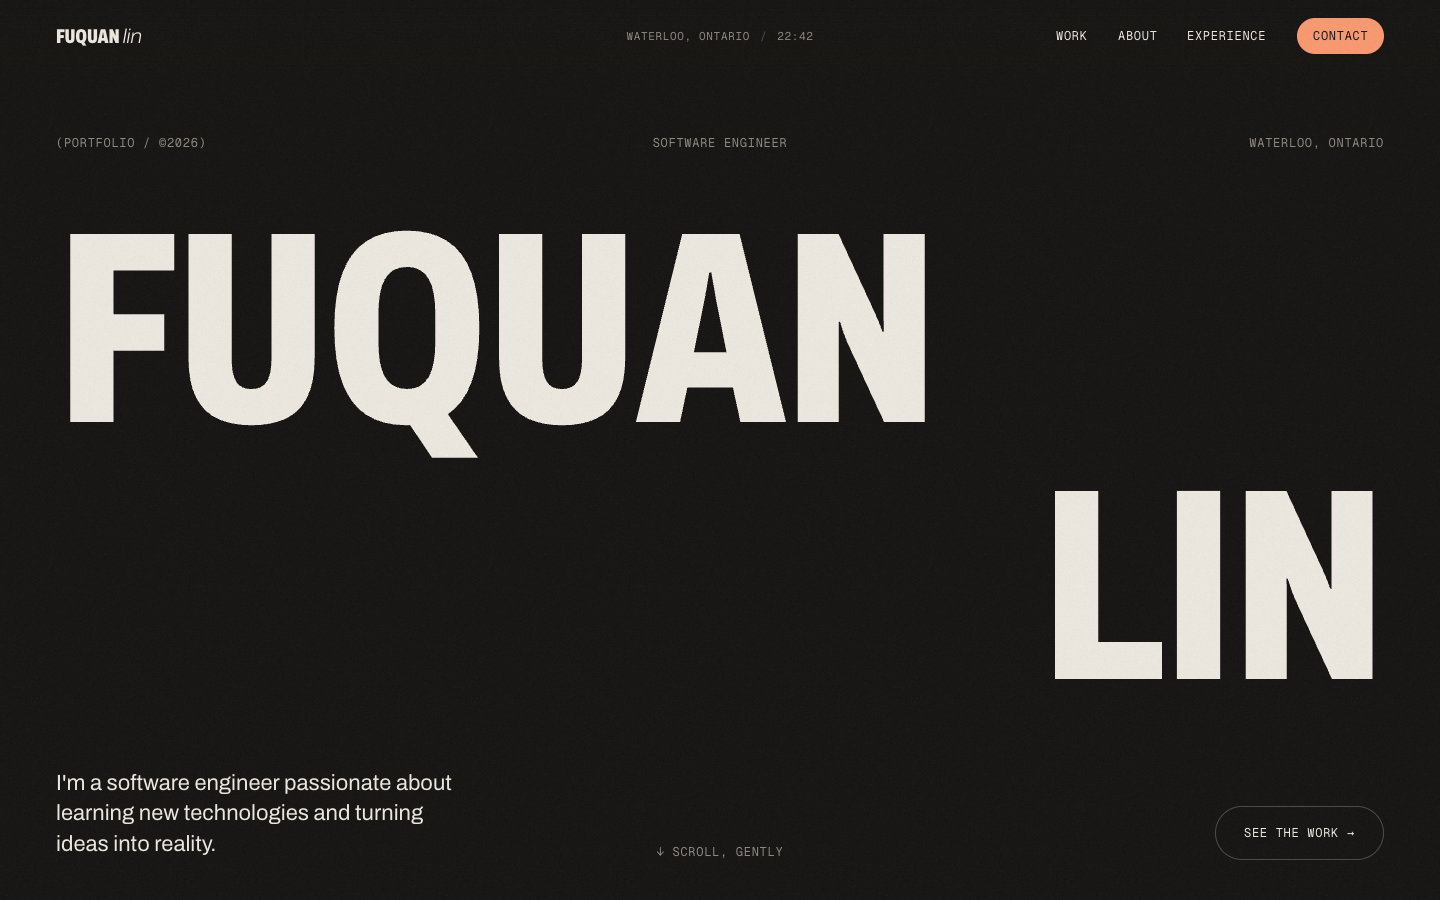 FUQUAN lin
WATERLOO, ONTARIO / 22:42
WORK
ABOUT
EXPERIENCE
CONTACT
(PORTFOLIO / ©2026)
SOFTWARE ENGINEER
WATERLOO, ONTARIO
FUQUAN
LIN
I'm a software engineer passionate about
learning new technologies and turning
ideas into reality.
↓ SCROLL, GENTLY
SEE THE WORK →